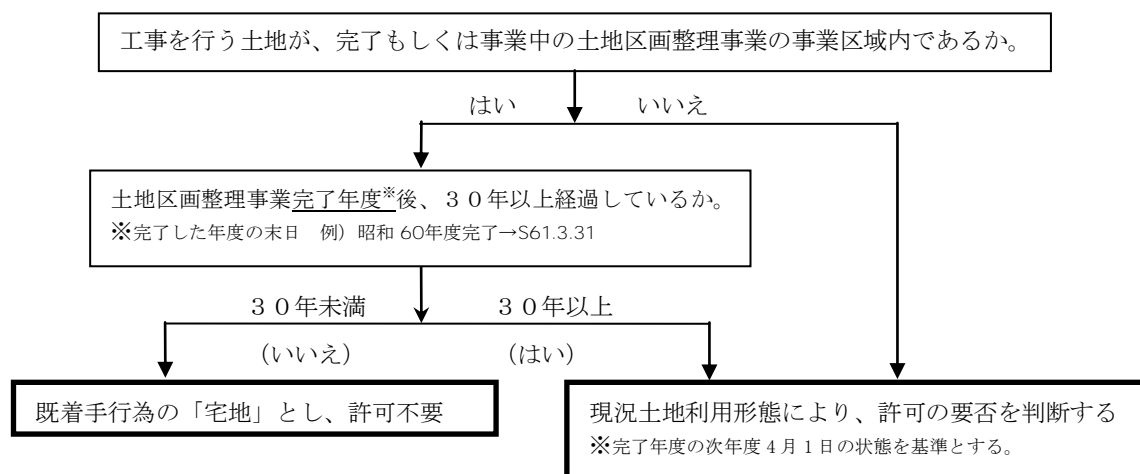 工事を行う土地が、完了もしくは事業中の土地区画整理事業の事業区域内であるか。
はい　いいえ
土地区画整理事業完了年度※後、３０年以上経過しているか。
※完了した年度の末日　例）昭和 60年度完了→S61.3.31
３０年未満　３０年以上
（いいえ）　（はい）
既着手行為の「宅地」とし、許可不要
現況土地利用形態により、許可の要否を判断する
※完了年度の次年度４月１日の状態を基準とする。